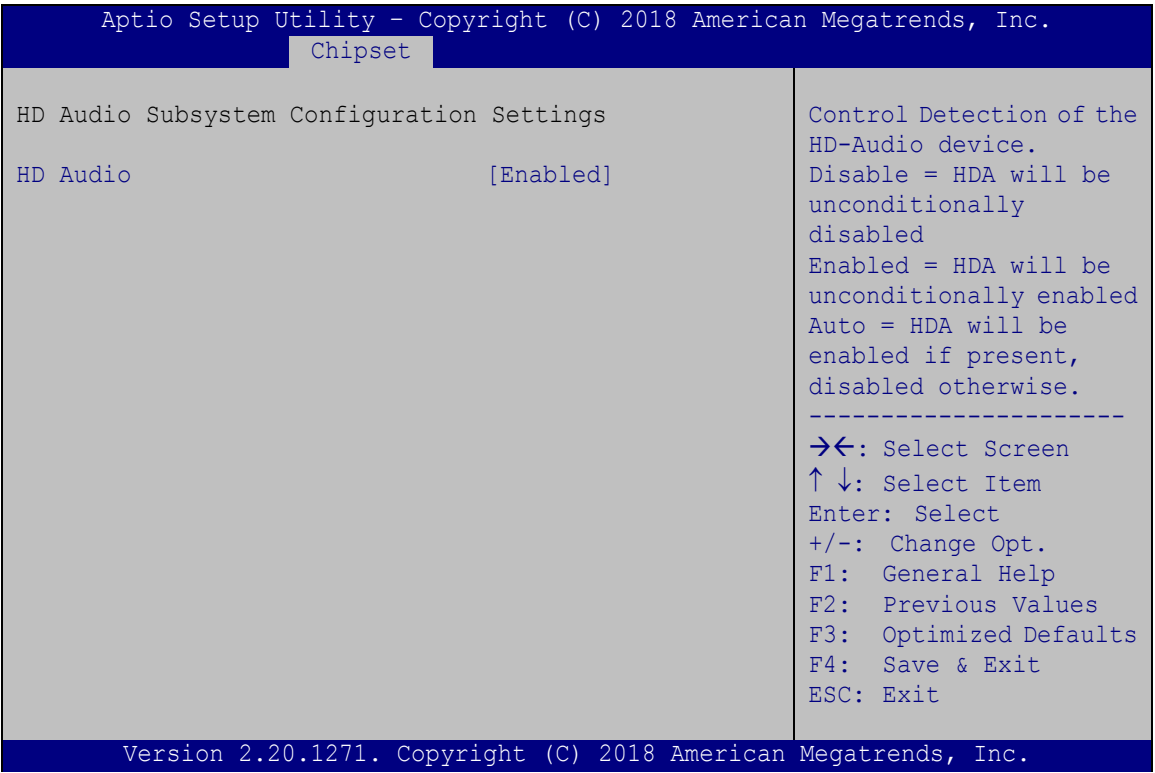 Aptio Setup Utility – Copyright (C) 2018 American Megatrends, Inc.
Chipset
HD Audio Subsystem Configuration Settings
HD Audio [Enabled]
Control Detection of the
HD-Audio device.
Disable = HDA will be
unconditionally
disabled
Enabled = HDA will be
unconditionally enabled
Auto = HDA will be
enabled if present,
disabled otherwise.
----------------------
→←: Select Screen
↑ ↓: Select Item
Enter: Select
+/-: Change Opt.
F1: General Help
F2: Previous Values
F3: Optimized Defaults
F4: Save & Exit
ESC: Exit
Version 2.20.1271. Copyright (C) 2018 American Megatrends, Inc.